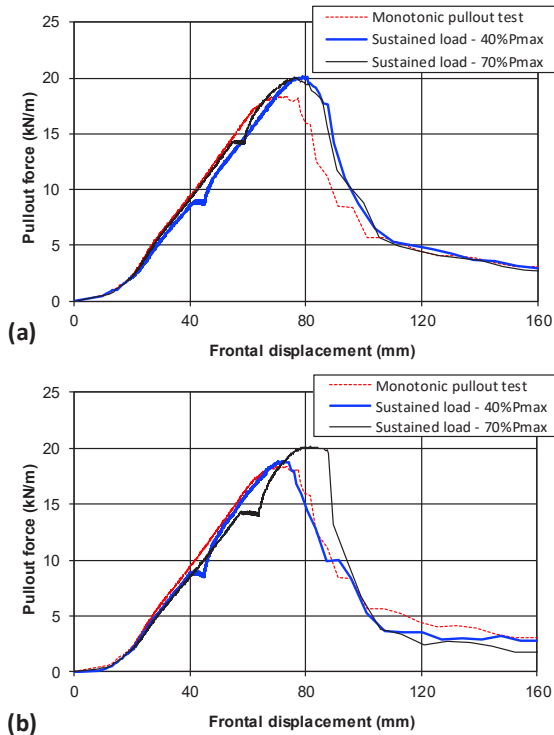 Monotonic pullout test
Sustained load - 40%Pmax
Sustained load - 70%Pmax
25
20
15
10
5
0
Pullout force (kN/m)
0 40 80 120 160
(a)
Frontal displacement (mm)
Monotonic pullout test
Sustained load - 40%Pmax
Sustained load - 70%Pmax
25
20
15
10
5
0
Pullout force (kN/m)
0 40 80 120 160
Frontal displacement (mm)
(b)